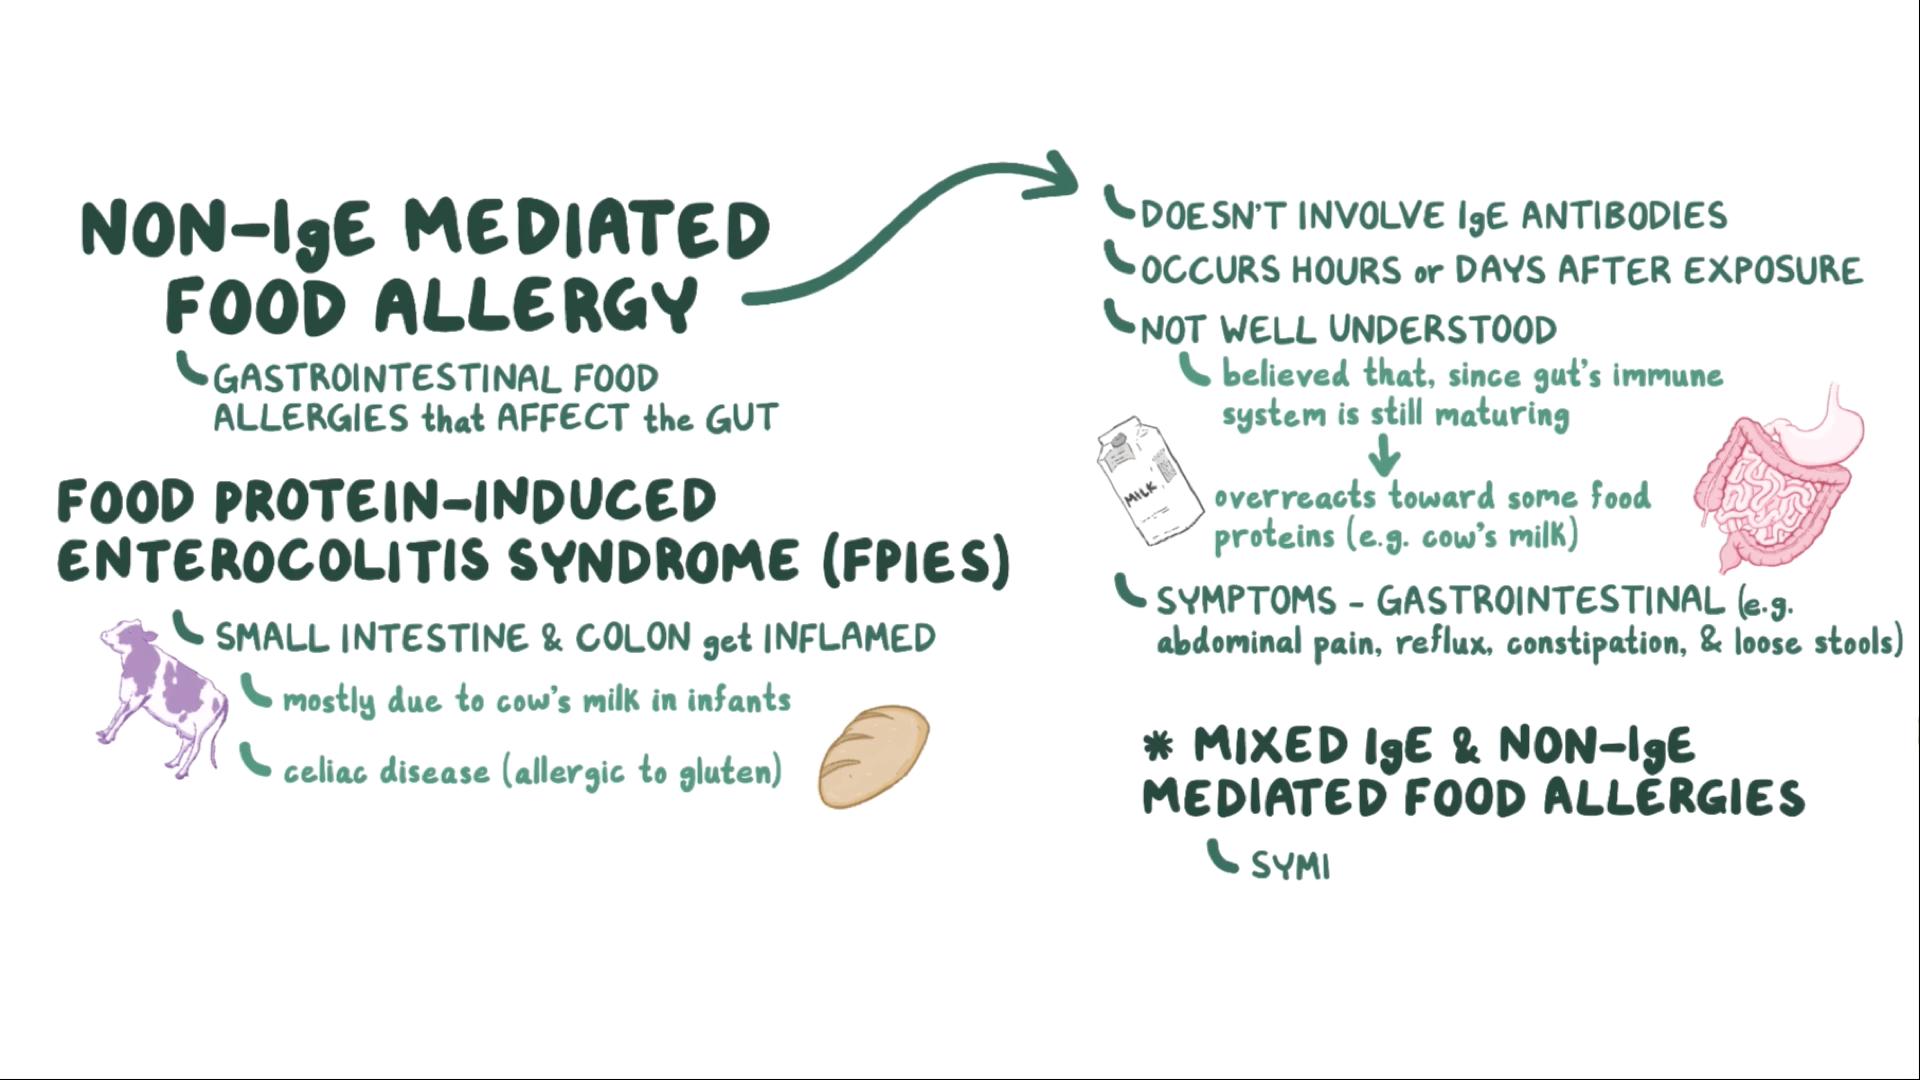 NON-IgE MEDIATED
FOOD ALLERGY
GASTROINTESTINAL FOOD
ALLERGIES that AFFECT the GUT
FOOD PROTEIN-INDUCED
ENTEROCOLITIS SYNDROME (FPIES)
SMALL INTESTINE & COLON get INFLAMED
mostly due to cow's milk in infants
celiac disease (allergic to gluten)
DOESN'T INVOLVE IgE ANTIBODIES
OCCURS HOURS or DAYS AFTER EXPOSURE
NOT WELL UNDERSTOOD
believed that, since gut's immune
system is still maturing
MILK
overreacts toward some food
proteins (e.g. cow's milk)
SYMPTOMS - GASTROINTESTINAL (e.g.
abdominal pain, reflux, constipation, & loose stools)
* MIXED IgE & NON-IgE
MEDIATED FOOD ALLERGIES
SYMI